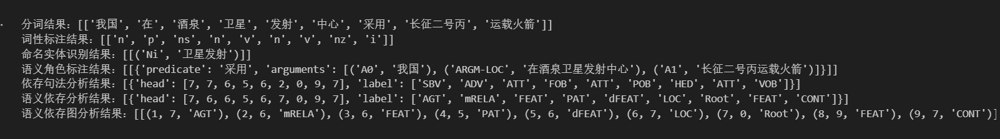 分词结果：[['我国', '在', '酒泉', '卫星', '发射', '中心', '采用', '长征二号丙', '运载火箭']]
词性标注结果：[['n', 'p', 'ns', 'n', 'v', 'n', 'v', 'nz', 'i']]
命名实体识别结果：[[('Ni', '卫星发射')]]
语义角色标注结果：[[{'predicate': '采用', 'arguments': [('A0', '我国'), ('ARGM-LOC', '在酒泉卫星发射中心'), ('A1', '长征二号丙运载火箭')]}]]
依存句法分析结果：[{'head': [7, 7, 6, 5, 6, 2, 0, 9, 7], 'label': ['SBV', 'ADV', 'ATT', 'FOB', 'ATT', 'POB', 'HED', 'ATT', 'VOB']}]
语义依存分析结果：[{'head': [7, 6, 6, 5, 6, 7, 0, 9, 7], 'label': ['AGT', 'mRELA', 'FEAT', 'PAT', 'dFEAT', 'LOC', 'Root', 'FEAT', 'CONT']}]
语义依存图分析结果：[[(1, 7, 'AGT'), (2, 6, 'mRELA'), (3, 6, 'FEAT'), (4, 5, 'PAT'), (5, 6, 'dFEAT'), (6, 7, 'LOC'), (7, 0, 'Root'), (8, 9, 'FEAT'), (9, 7, 'CONT')]